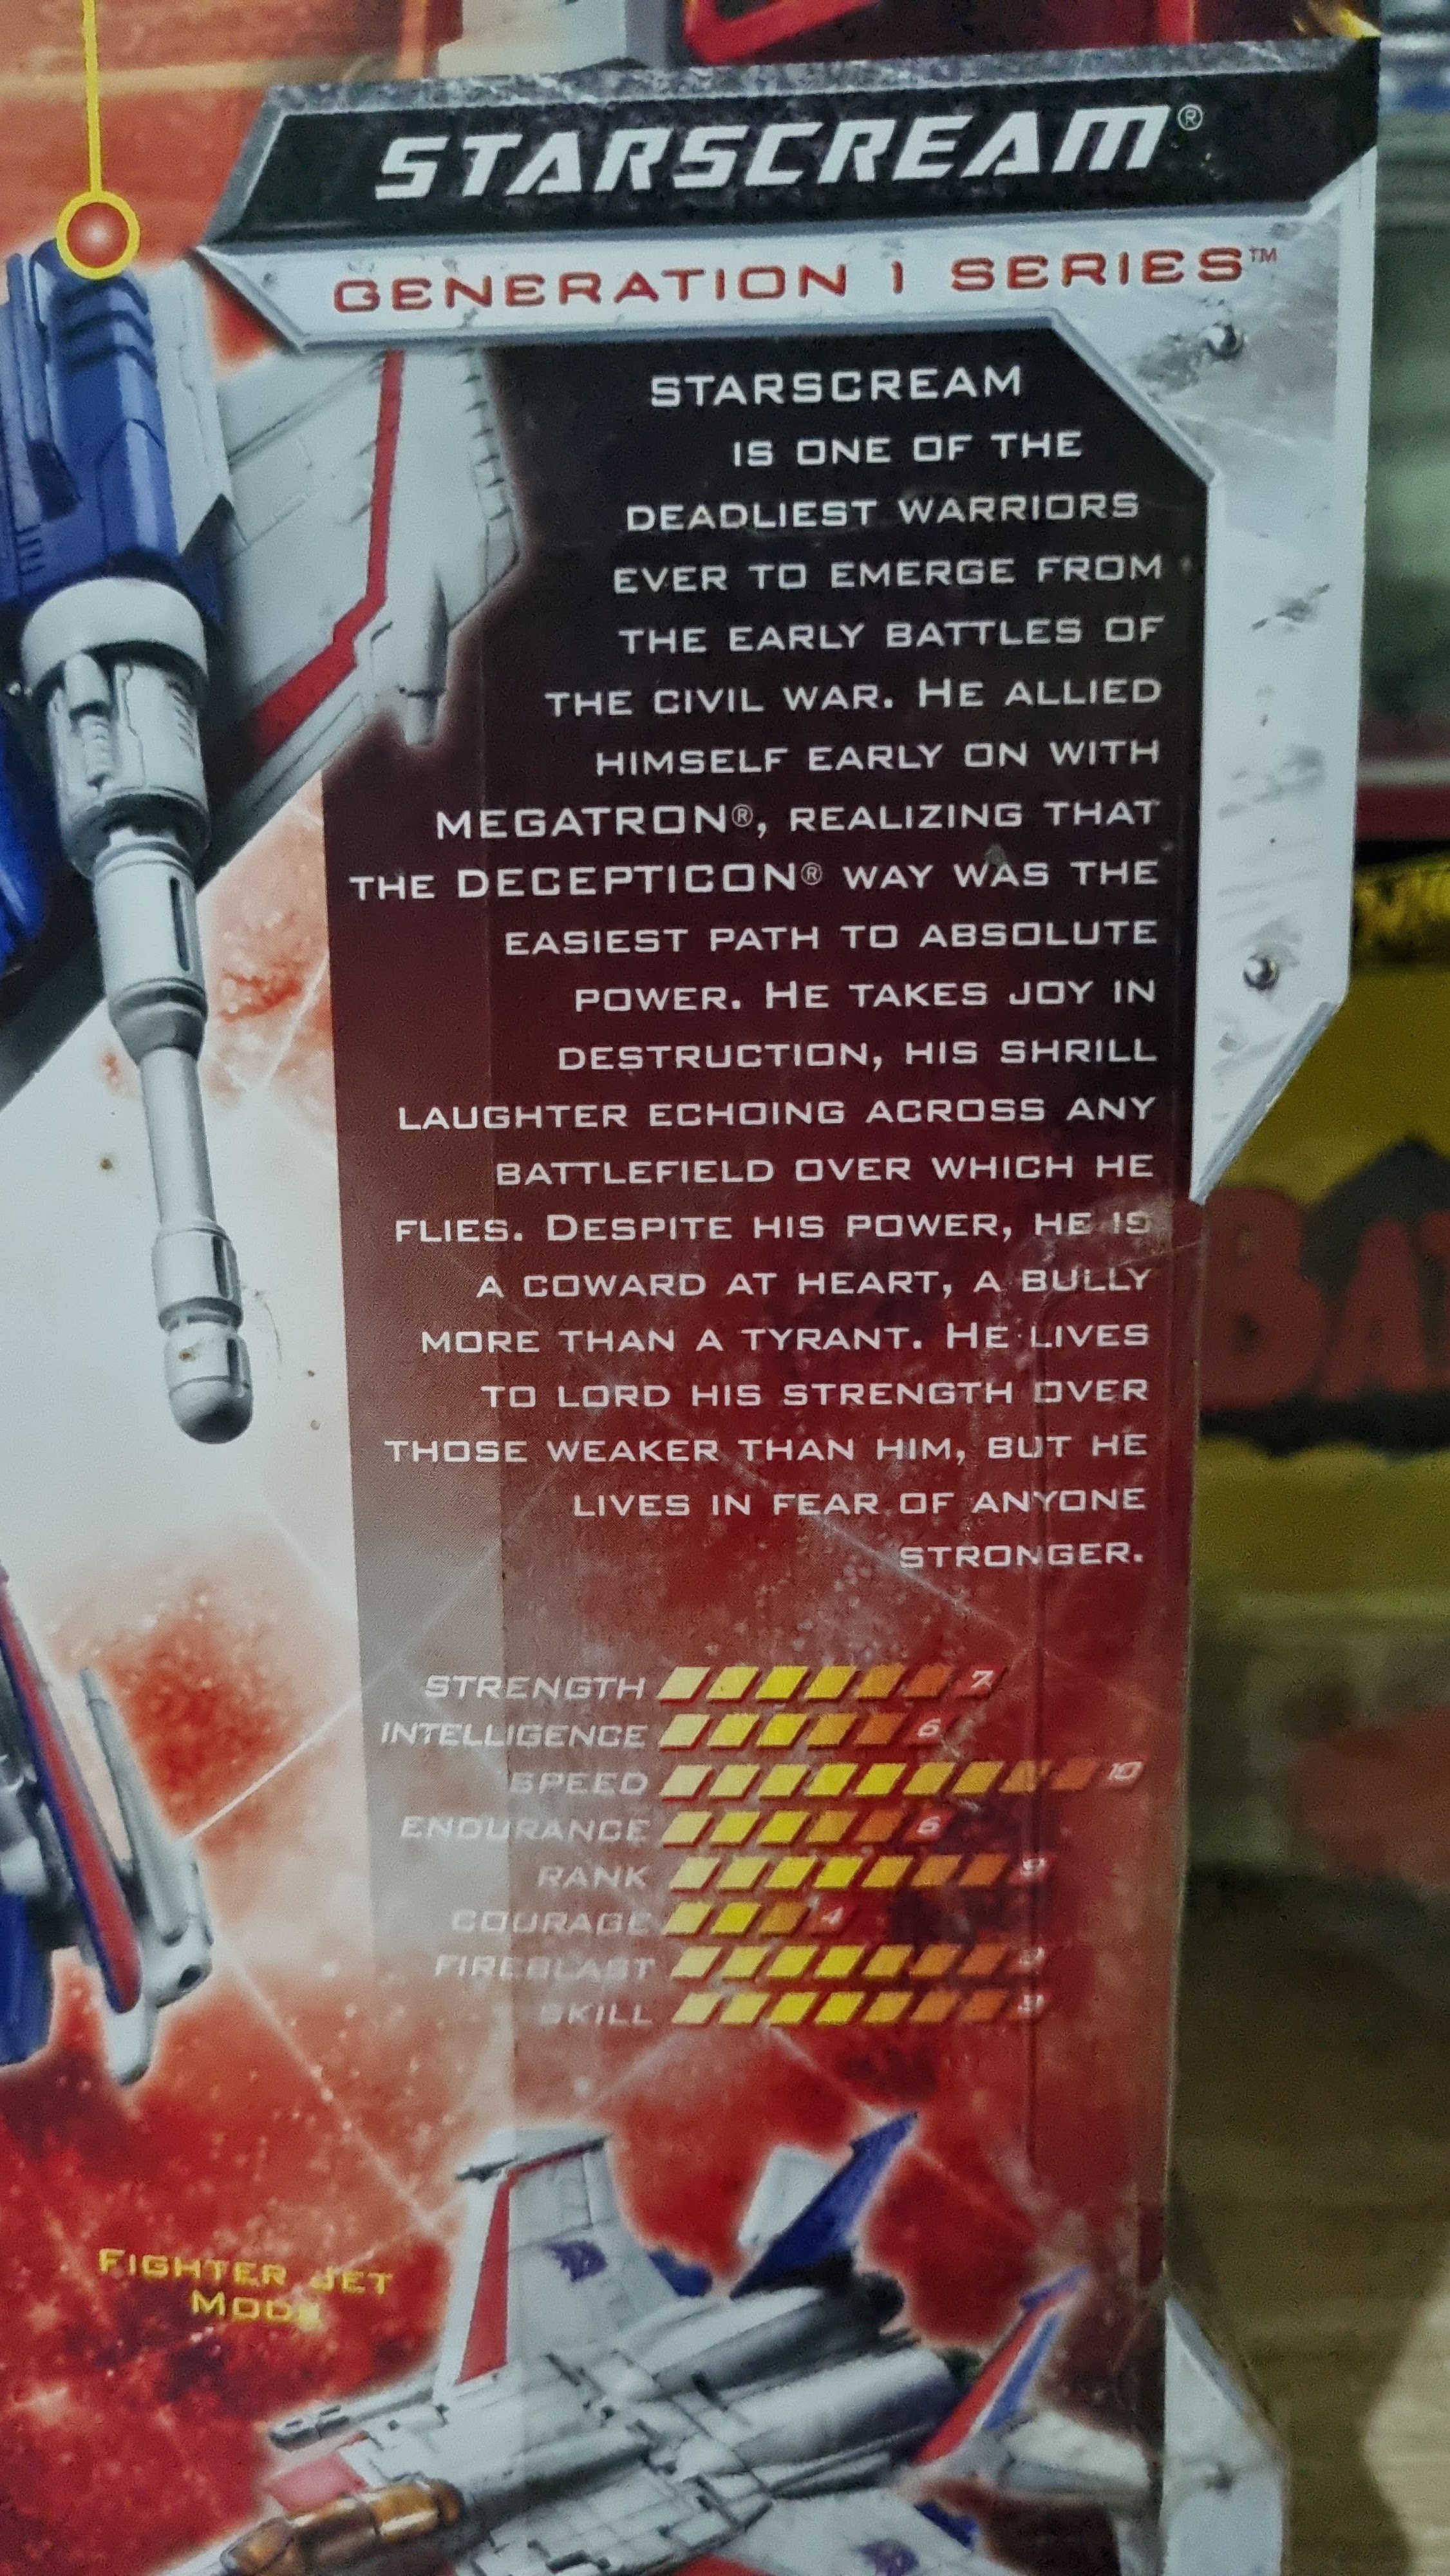 STARSCREAM®
GENERATION 1 SERIES™
STARSCREAM
IS ONE OF THE
DEADLIEST WARRIORS
EVER TO EMERGE FROM
THE EARLY BATTLES OF
THE CIVIL WAR. HE ALLIED
HIMSELF EARLY ON WITH
MEGATRON®, REALIZING THAT
THE DECEPTICON® WAY WAS THE
EASIEST PATH TO ABSOLUTE
POWER. HE TAKES JOY IN
DESTRUCTION, HIS SHRILL
LAUGHTER ECHOING ACROSS ANY
BATTLEFIELD OVER WHICH HE
FLIES. DESPITE HIS POWER, HE IS
A COWARD AT HEART, A BULLY
MORE THAN A TYRANT. HE LIVES
TO LORD HIS STRENGTH OVER
THOSE WEAKER THAN HIM, BUT HE
LIVES IN FEAR OF ANYONE
STRONGER.
STRENGTH 7
INTELLIGENCE 6
SPEED 10
ENDURANCE 6
RANK 9
COURAGE 4
FIREBLAST
SKILL
FIGHTER JET
MODE